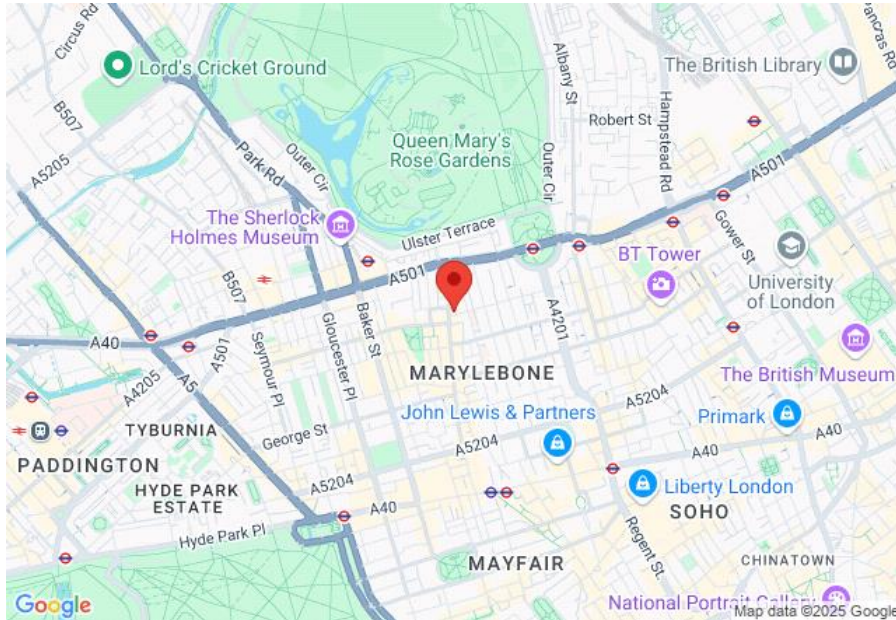 Circus Rd
Lord's Cricket Ground
B507
A5205
Park Rd
Outer Cir
Queen Mary's
Rose Gardens
Outer Cir
Albany St
Robert St
Hampstead Rd
The British Library
Pancras Rd
A501
The Sherlock
Holmes Museum
Ulster Terrace
A501
BT Tower
Gower St
University
of London
B507
A40
A501
A4205
A5
Seymour Pl
Gloucester Pl
Baker St
A4201
MARYLEBONE
The British Museum
John Lewis & Partners
A5204
Primark
A40
TYBURNIA
George St
A5204
A40
PADDINGTON
HYDE PARK
ESTATE
A5204
A40
Liberty London
SOHO
Hyde Park Pl
MAYFAIR
Regent St.
CHINATOWN
National Portrait Gallery
Google
Map data ©2025 Google